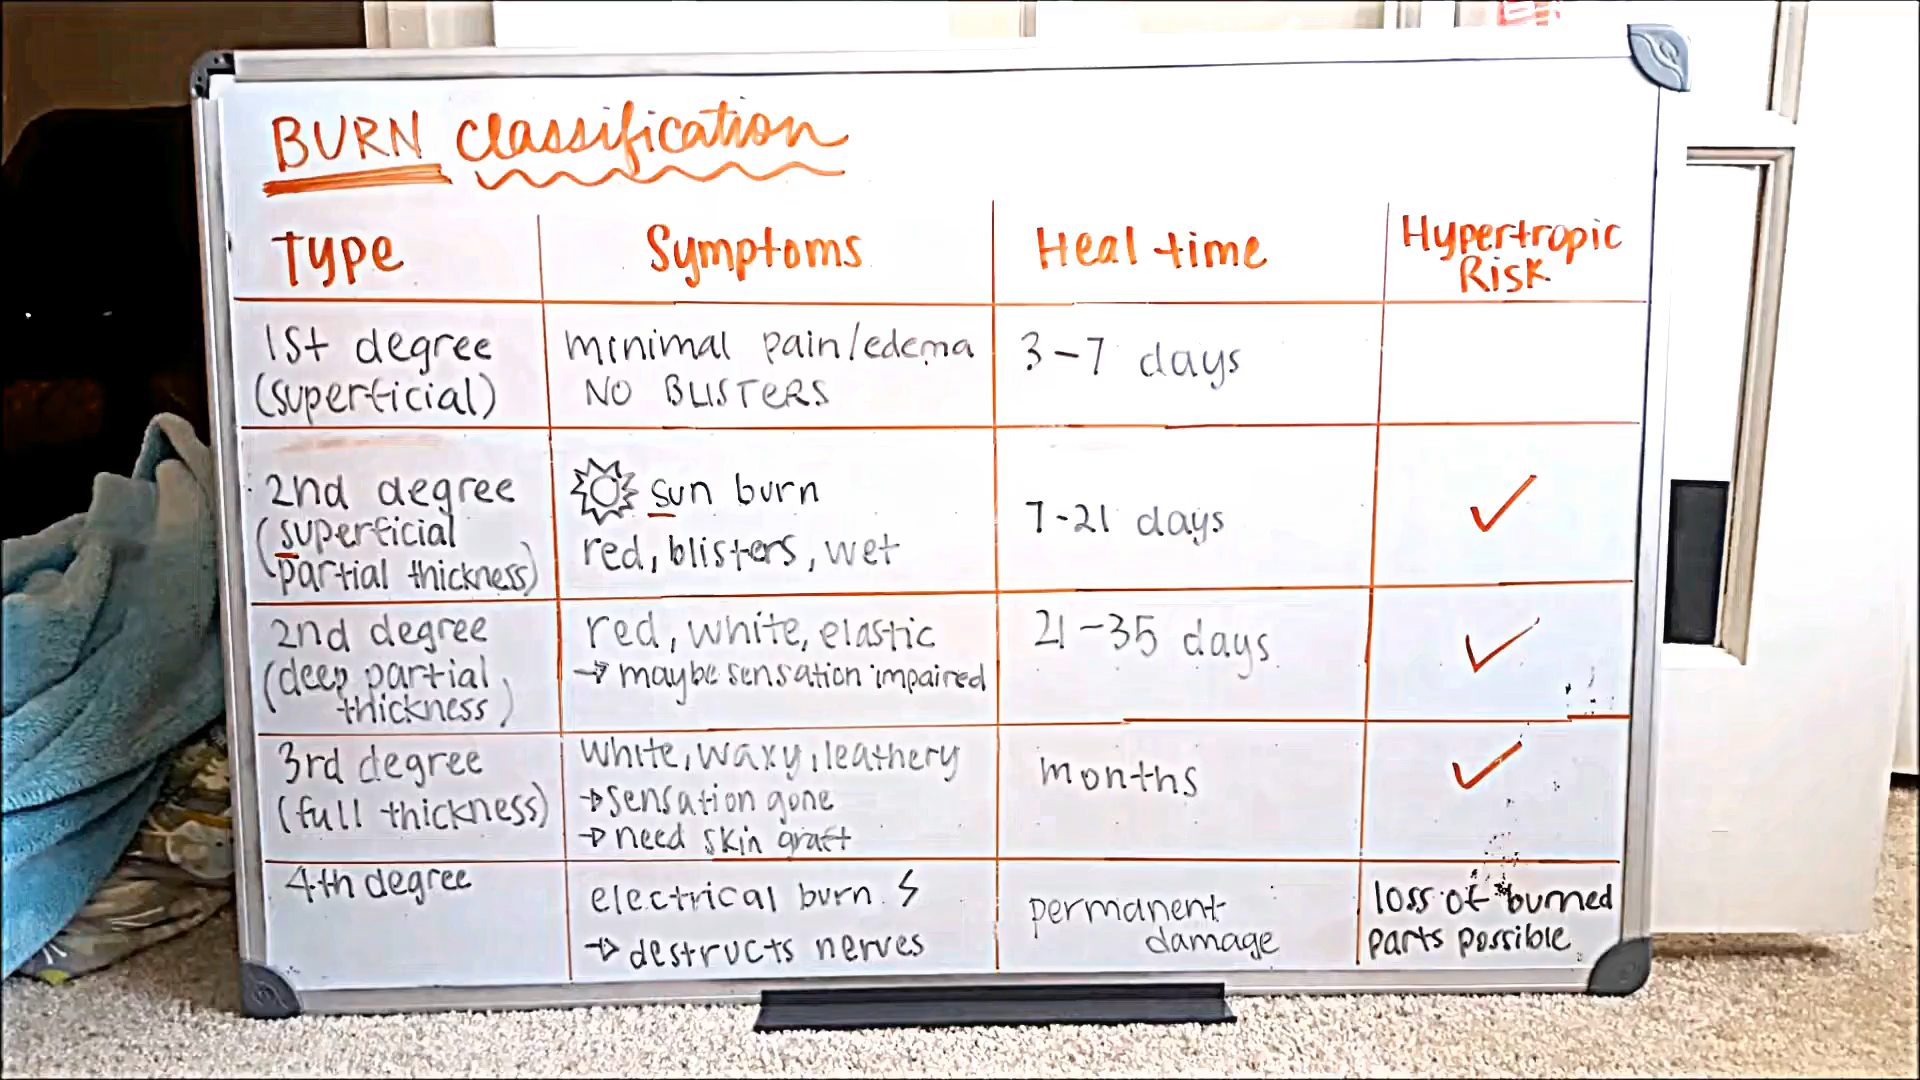 BURN classification
Type
Symptoms
Heal time
Hypertropic
Risk
1st degree
(superficial)
minimal pain/edema
NO BLISTERS
3-7 days
2nd degree
(superficial
partial thickness)
sun burn
red, blisters, wet
7-21 days
2nd degree
(deep partial
thickness)
red, white, elastic
→ maybe sensation impaired
21-35 days
3rd degree
(full thickness)
white, waxy, leathery
→ sensation gone
→ need skin graft
months
4th degree
electrical burn
→ destructs nerves
permanent
damage
loss of burned
parts possible